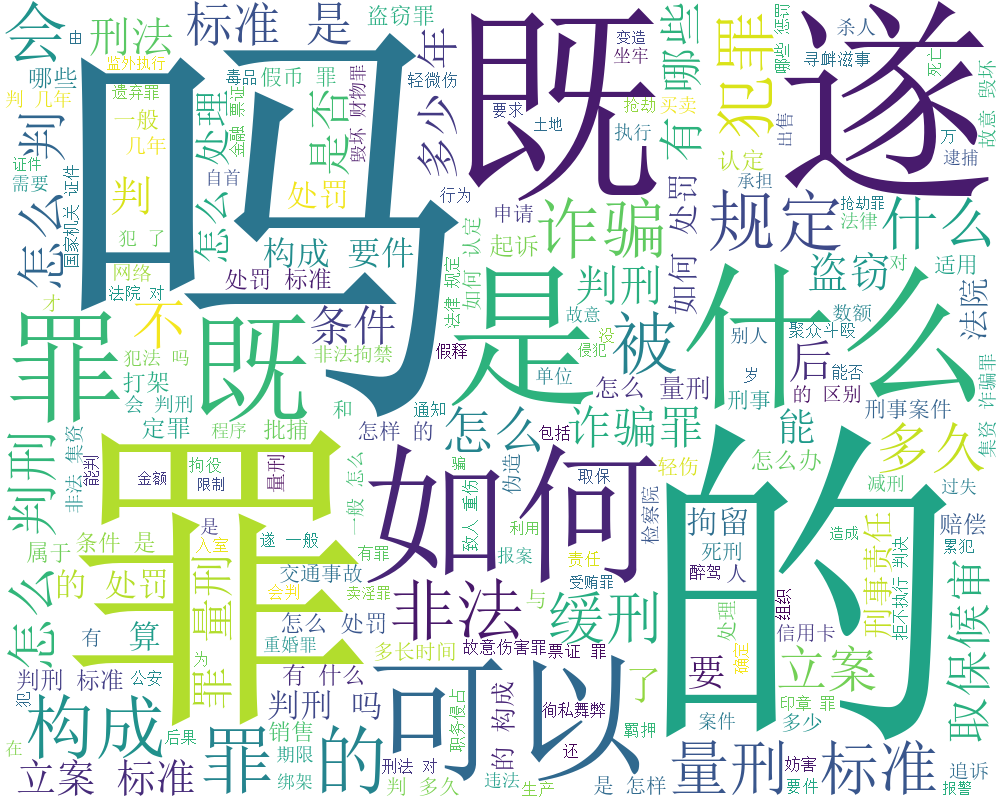 会
由
刑法
监外执行
标准 是
盗窃罪
年
既
哪些
变造
坐牢
哪些 惩罚
杀人
寻衅滋事
遂
死亡
哪些
毒品
假币 罪
轻微伤
判 几年
遗弃罪
票证
金融
一般
几年
判
处理
是否
毁坏 财物罪
多少
要求
土地
抢劫
买卖
执行
有
犯罪
出售
万
逮捕
故意 毁坏
吗
证件
需要
怎么
国家机关 证件
判
自首
处罚
行为
认定
承担
抢劫罪
法律
什么
犯 了
怎么
构成 要件
申请
起诉
诈骗
如何 处罚
规定
网络
法院 对
处罚 标准
法律 规定
如何 认定
判刑
盗窃
对
适用
才
不
一
罪
既
条件
是
故意
被
什么
别人
数额
法院
聚众斗殴
犯法 吗
打架
非法拘禁
假释
侵犯
没
后
能否
会 判刑
单位
怎么 量刑
岁
的 区别
诈骗罪
集资 诈骗罪
定罪
程序
批捕
和
通知
怎样 的
怎么
包括
诈骗罪
能
刑事
刑事案件
多久
判刑
非法 集资
能判
罪
金额
拘役
限制
量刑
一般 怎么
如何
骗
致人 重伤
伪造
取保
轻伤
检察院
怎么办
减刑
过失
的
利用
拘留
赔偿
属于
条件 是
是
入室
遂 一般
有罪
报案
责任
死刑
造成
刑事责任
累犯
拒不执行 判决
怎么
的 处罚
罪 量刑
交通事故
会判
卖淫罪
非法
受贿罪
与
缓刑
醉驾
人
处理
组织
取保候审
有
算
怎么 处罚
重婚罪
为
多长时间
故意伤害罪
票证 罪
信用卡
确定
有 什么
可以
了
要
立案
判刑 标准
公安
犯
判刑 吗
的 构成
徇私舞弊
印章 罪
多少
构成
在
后果
罪
销售
期限
的
职务侵占
还
羁押
案件
立案 标准
绑架
刑法 对
判 多久
违法
生产
是 怎样
量刑标准
妨害
要件
追诉
报警